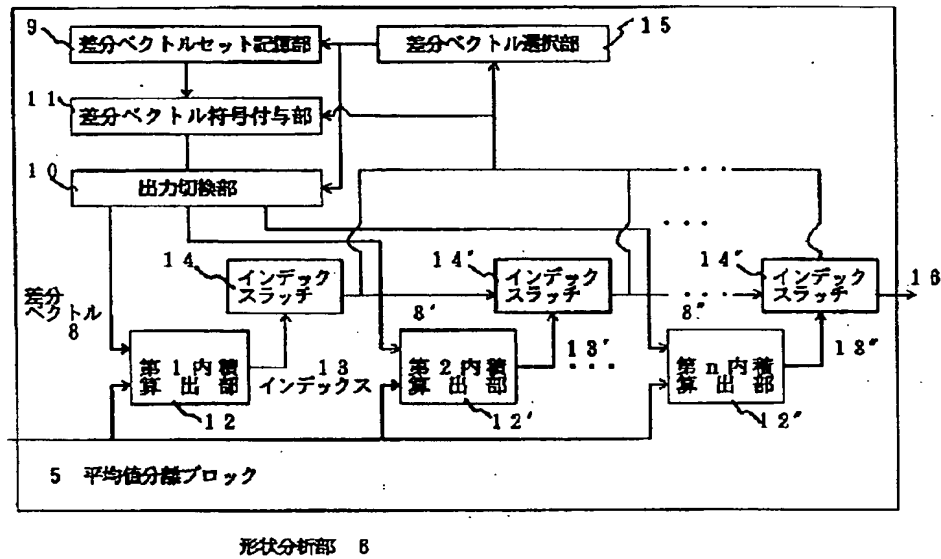 9
差分ベクトルセット記憶部
差分ベクトル選択部
15
11
差分ベクトル符号付与部
10
出力切換部
・・・
・・・
14
インデック
スラッチ
14'
インデック
スラッチ
14"
インデック
スラッチ
16
差分
ベクトル
8
8'
8"
・・・
第1内積
算出部
12
13
インデックス
第2内積
算出部
12'
13'
・・・
第n内積
算出部
12"
13"
5 平均値分離ブロック
形状分析部 6